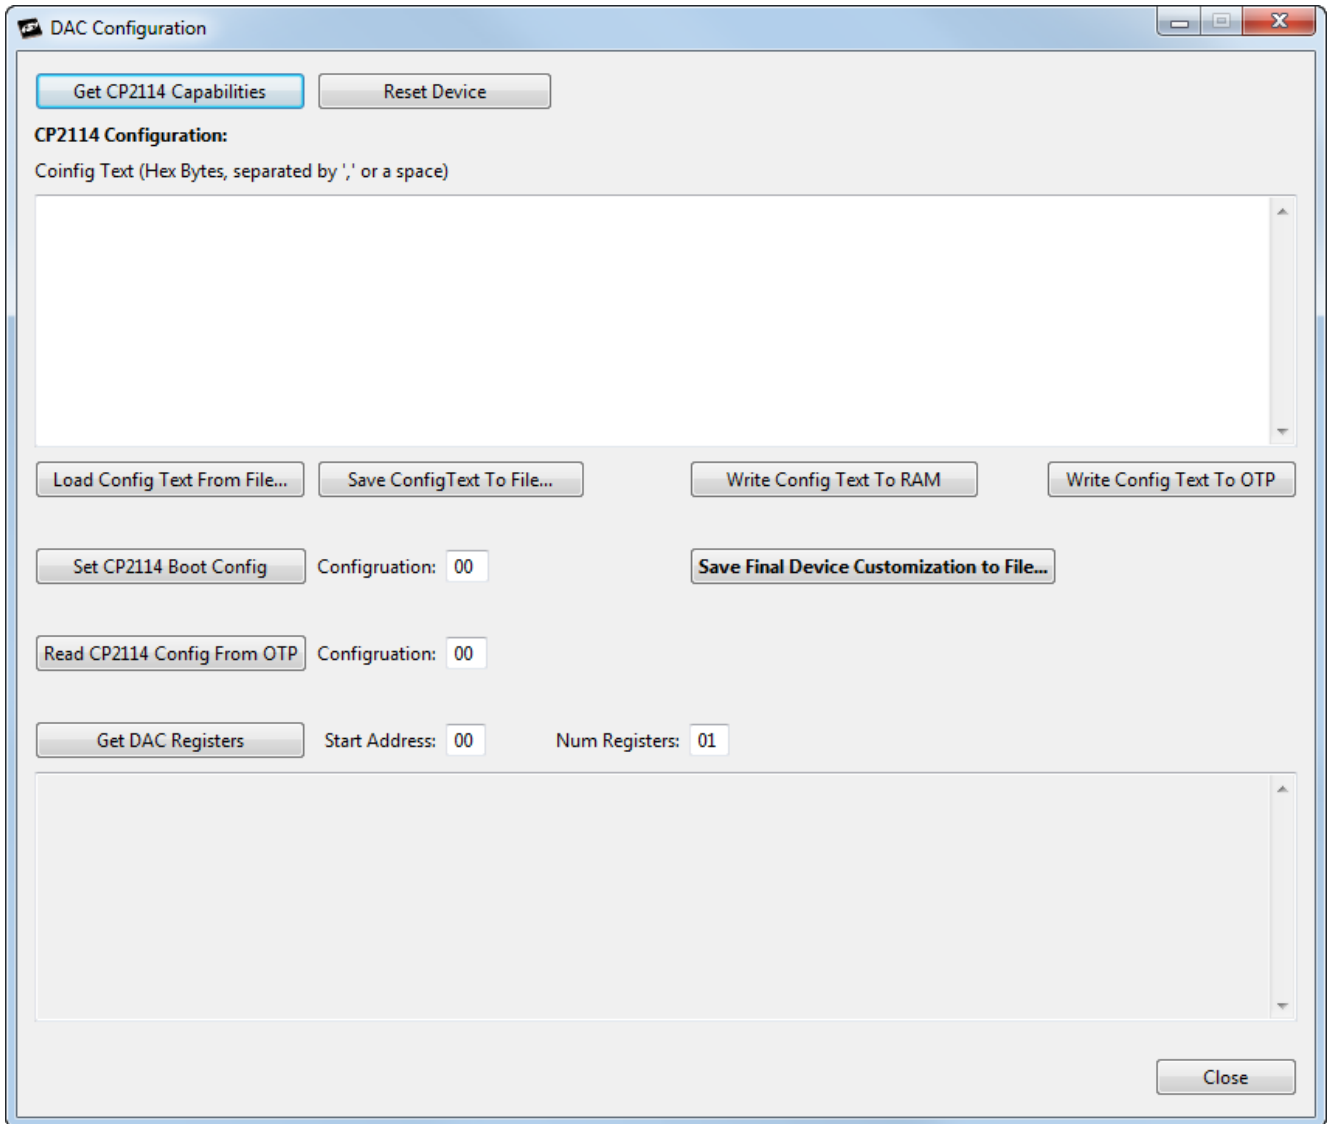 DAC Configuration
Get CP2114 Capabilities Reset Device
CP2114 Configuration:
Coinfig Text (Hex Bytes, separated by ',' or a space)
Load Config Text From File... Save ConfigText To File... Write Config Text To RAM Write Config Text To OTP
Set CP2114 Boot Config Configruation: 00 Save Final Device Customization to File...
Read CP2114 Config From OTP Configruation: 00
Get DAC Registers Start Address: 00 Num Registers: 01
Close